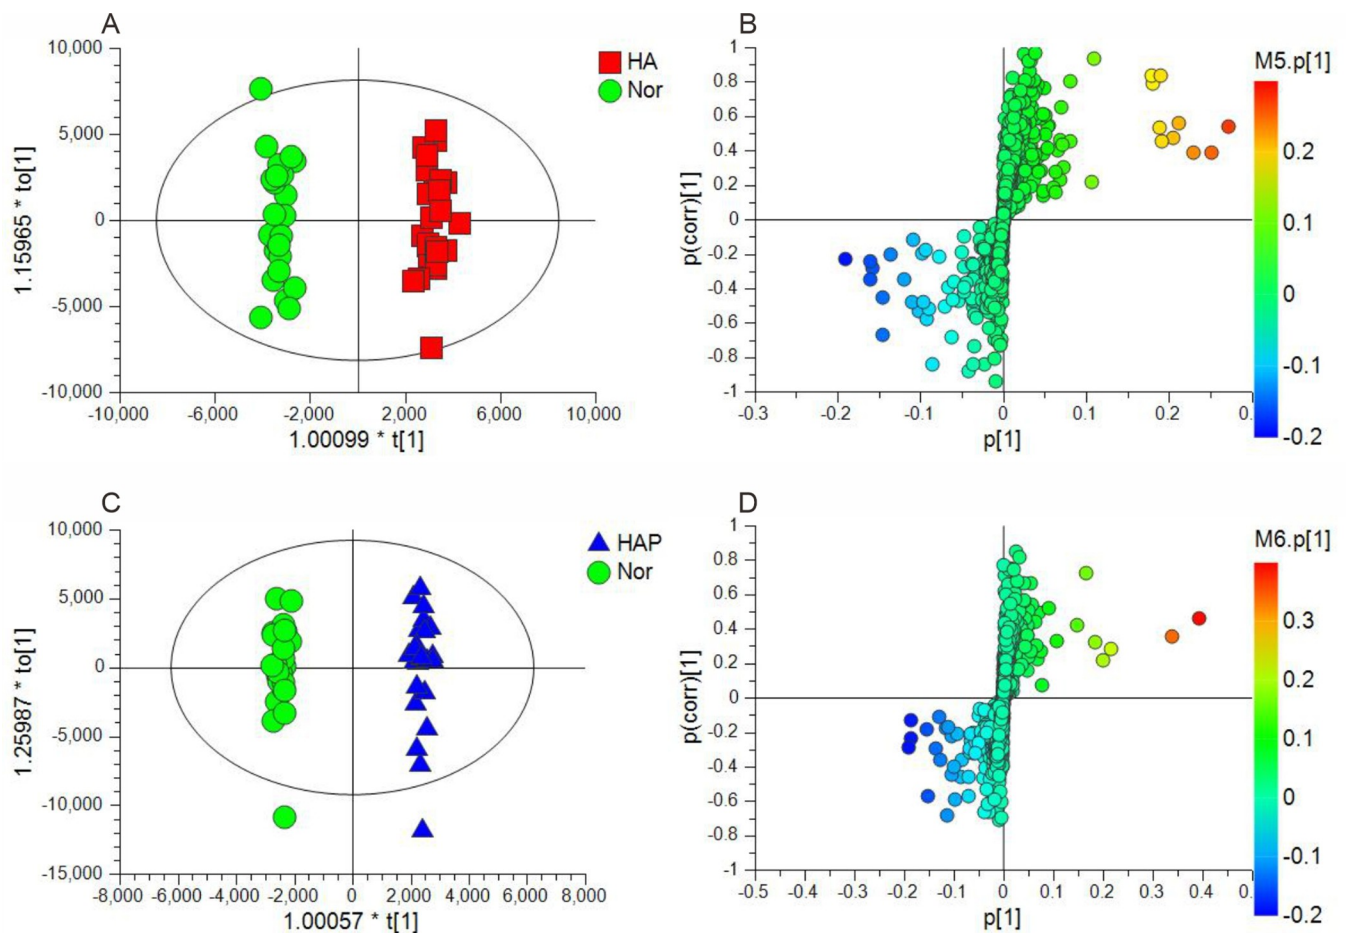 A
10,000
5,000
0
-5,000
-10,000
-10,000 -6,000 -2,000 2,000 6,000 10,000
1.15965 * to[1]
1.00099 * t[1]
HA
Nor
B
1
0.8
0.6
0.4
0.2
0
-0.2
-0.4
-0.6
-0.8
-1
-0.3 -0.2 -0.1 0 0.1 0.2 0.
p(corr)[1]
p[1]
M5.p[1]
0.2
0.1
0
-0.1
-0.2
C
10,000
5,000
0
-5,000
-10,000
-15,000
-8,000 -6,000 -4,000 -2,000 0 2,000 4,000 6,000 8,000
1.25987 * to[1]
1.00057 * t[1]
HAP
Nor
D
1
0.8
0.6
0.4
0.2
0
-0.2
-0.4
-0.6
-0.8
-1
-0.5 -0.4 -0.3 -0.2 -0.1 0 0.1 0.2 0.3 0.4 0.
p(corr)[1]
p[1]
M6.p[1]
0.3
0.2
0.1
0
-0.1
-0.2